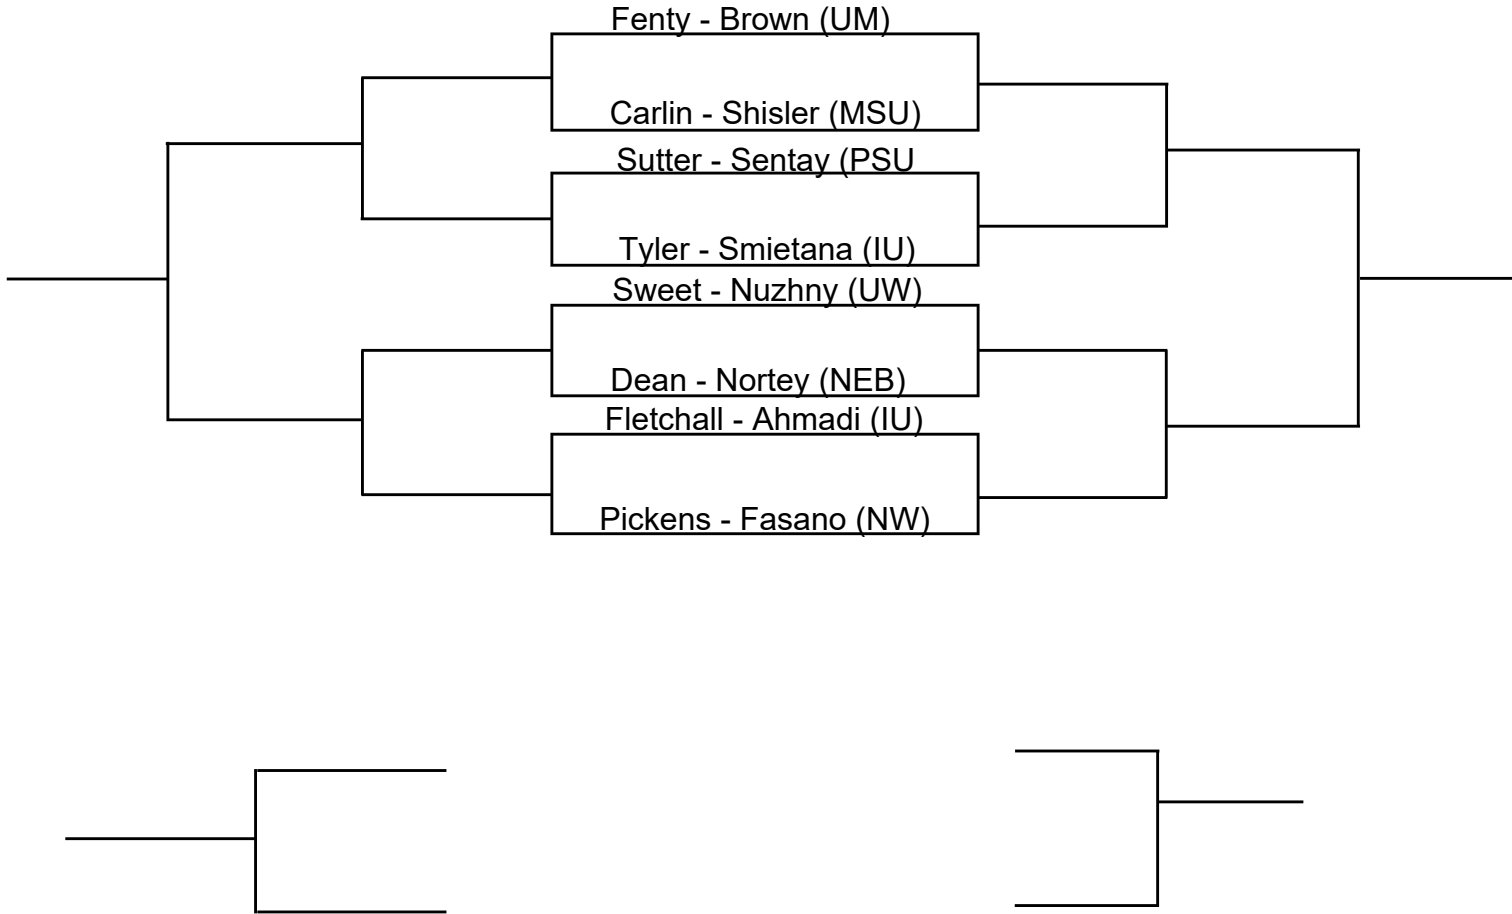 Fenty - Brown (UM)
Carlin - Shisler (MSU)
Sutter - Sentay (PSU
Tyler - Smietana (IU)
Sweet - Nuzhny (UW)
Dean - Nortey (NEB)
Fletchall - Ahmadi (IU)
Pickens - Fasano (NW)